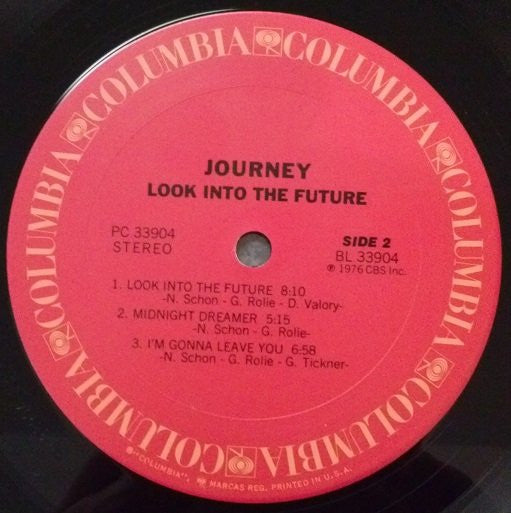 COLUMBIA COLUMBIA COLUMBIA COLUMBIA COLUMBIA COLUMBIA
JOURNEY
LOOK INTO THE FUTURE
PC 33904
STEREO
SIDE 2
BL 33904
℗ 1976 CBS Inc.
1. LOOK INTO THE FUTURE 8:10
-N. Schon - G. Rolie - D. Valory-
2. MIDNIGHT DREAMER 5:15
-N. Schon - G. Rolie-
3. I'M GONNA LEAVE YOU 6:58
-N. Schon - G. Rolie - G. Tickner-
"COLUMBIA", MARCAS REG. PRINTED IN U.S.A.